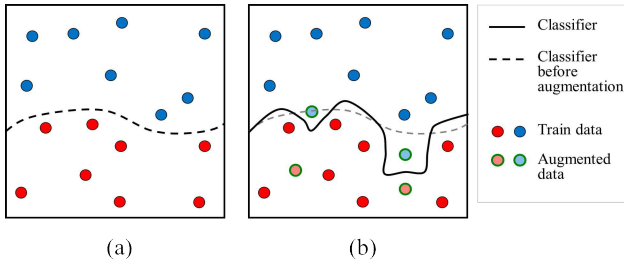 Classifier
Classifier
before
augmentation
Train data
Augmented
data
(a)
(b)